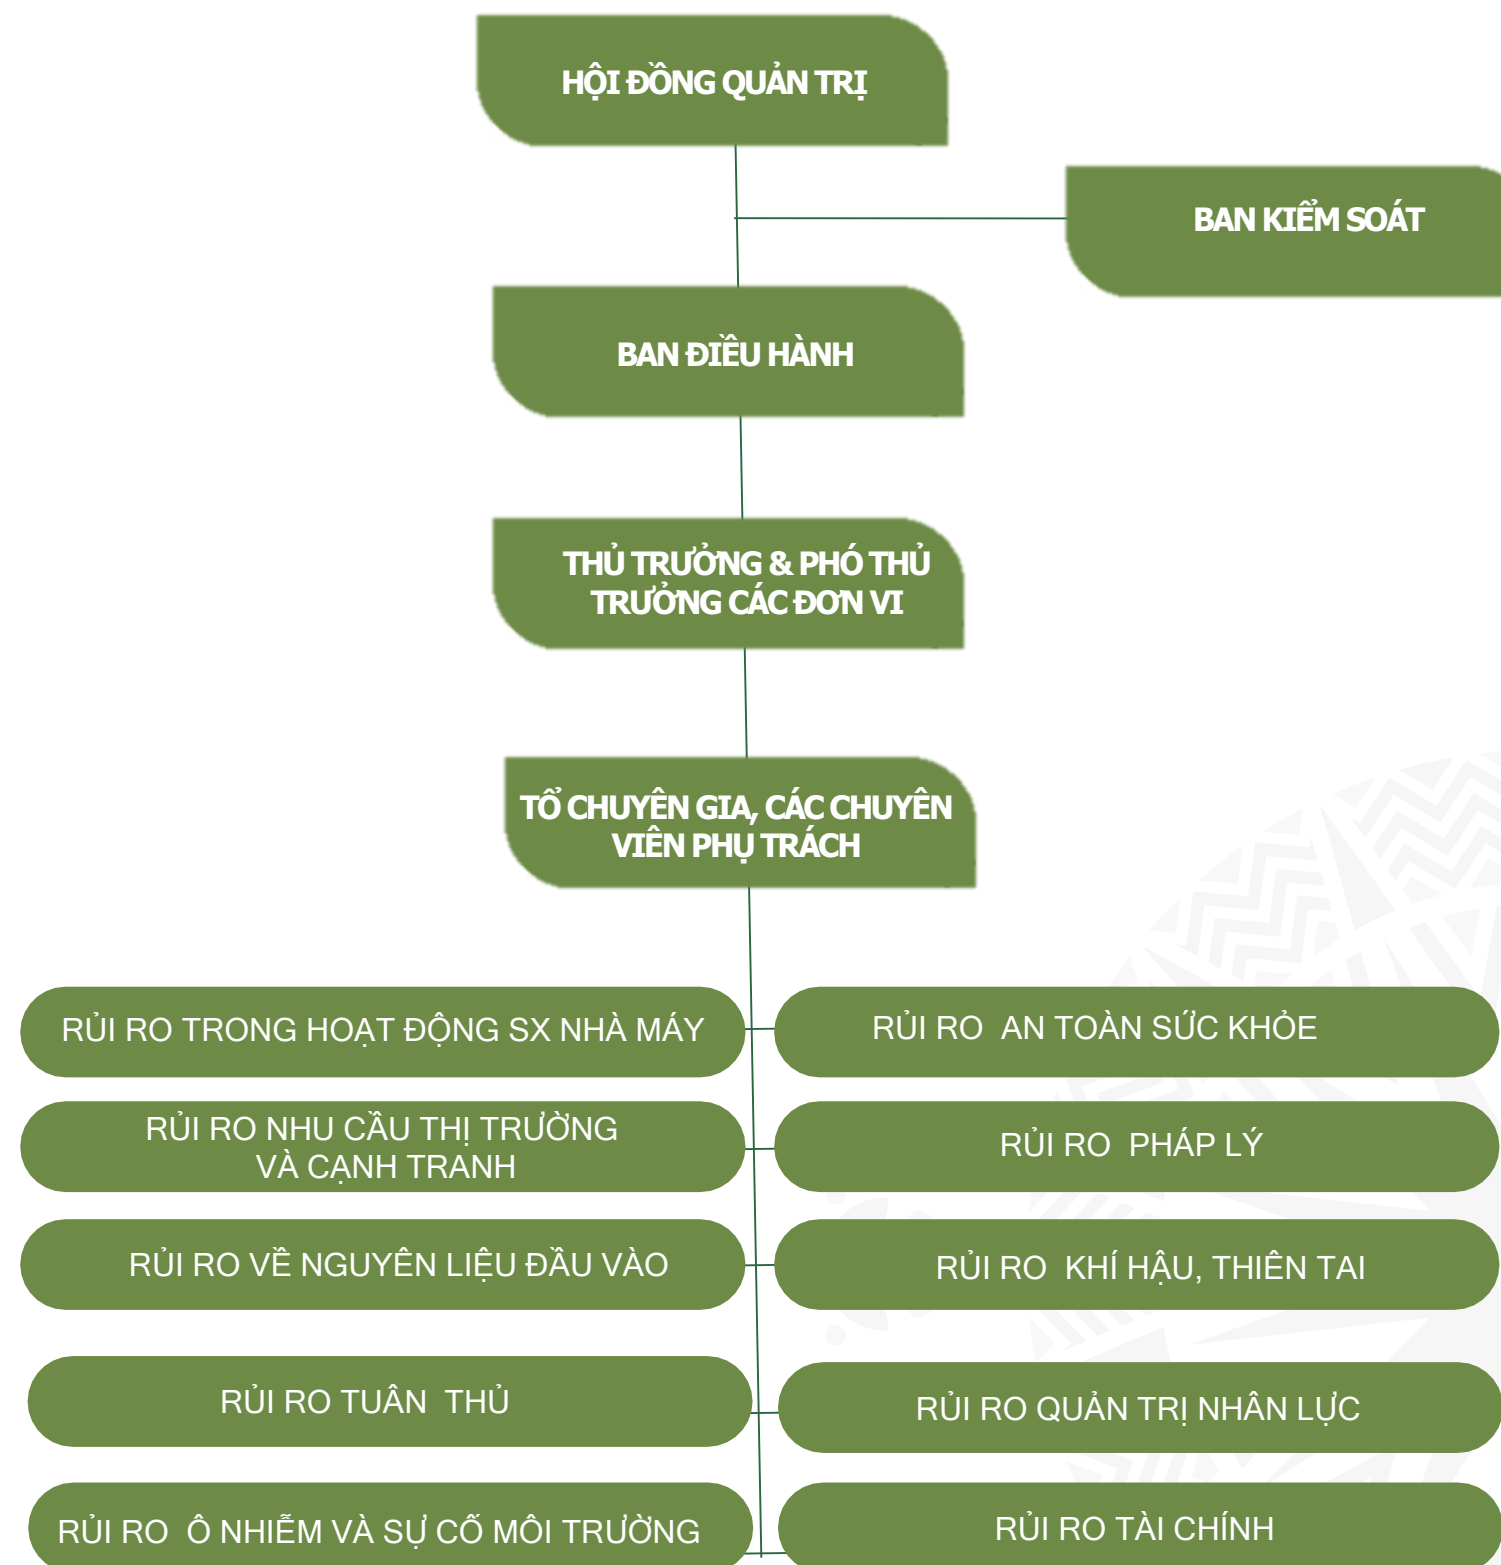 HỘI ĐỒNG QUẢN TRỊ
BAN KIỂM SOÁT
BAN ĐIỀU HÀNH
THỦ TRƯỞNG & PHÓ THỦ
TRƯỞNG CÁC ĐƠN VI
TỔ CHUYÊN GIA, CÁC CHUYÊN
VIÊN PHỤ TRÁCH
RỦI RO TRONG HOẠT ĐỘNG SX NHÀ MÁY
RỦI RO AN TOÀN SỨC KHỎE
RỦI RO NHU CẦU THỊ TRƯỜNG
VÀ CẠNH TRANH
RỦI RO PHÁP LÝ
RỦI RO VỀ NGUYÊN LIỆU ĐẦU VÀO
RỦI RO KHÍ HẬU, THIÊN TAI
RỦI RO TUÂN THỦ
RỦI RO QUẢN TRỊ NHÂN LỰC
RỦI RO Ô NHIỄM VÀ SỰ CỐ MÔI TRƯỜNG
RỦI RO TÀI CHÍNH